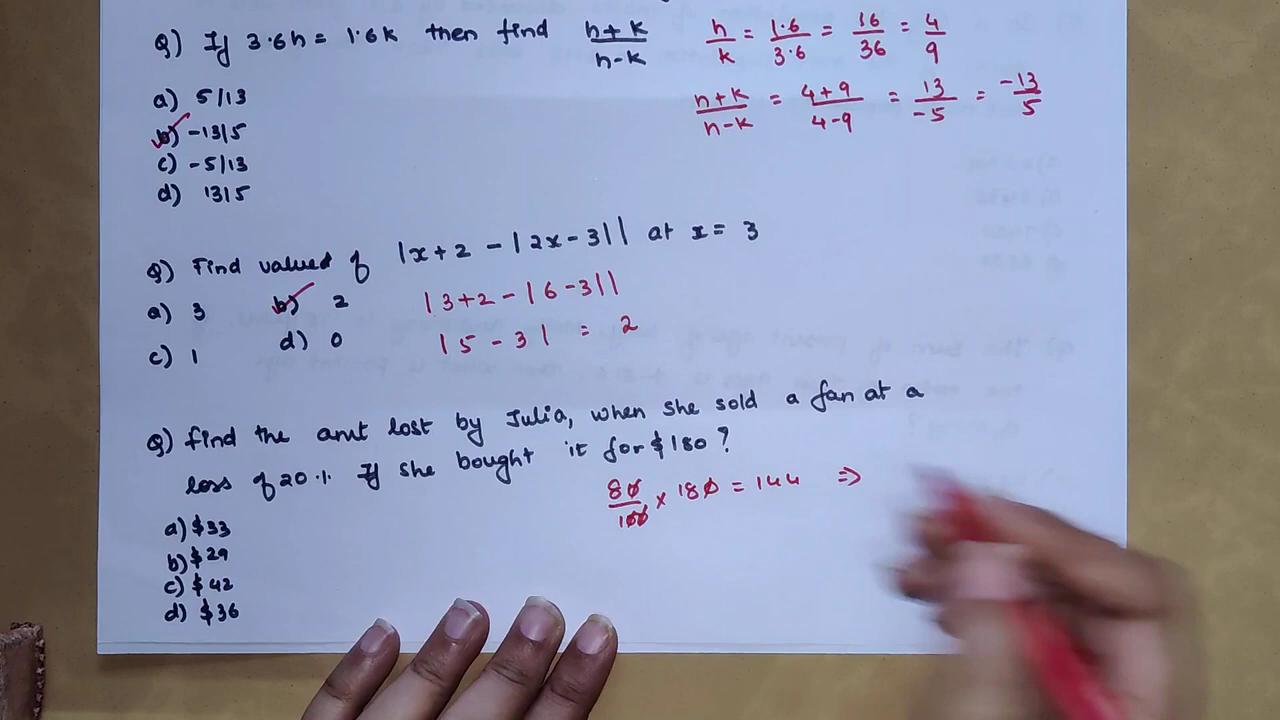 Q) If 3.6h = 1.6k then find h+k/h-k
h/k = 1.6/3.6 = 16/36 = 4/9
a) 5/13
h+k/h-k = 4+9/4-9 = 13/-5 = -13/5
b) -13/5
c) -5/13
d) 13/5
Q) Find valued of |x+2 - |2x-3|| at x = 3
a) 3 b) 2
|3+2-|6-3||
c) 1 d) 0
|5-3| = 2
Q) find the amt lost by Julia, when she sold a fan at a
loss of 20%. If she bought it for $180?
80/100 × 180 = 144 ⇒
a) $33
b) $29
c) $42
d) $36